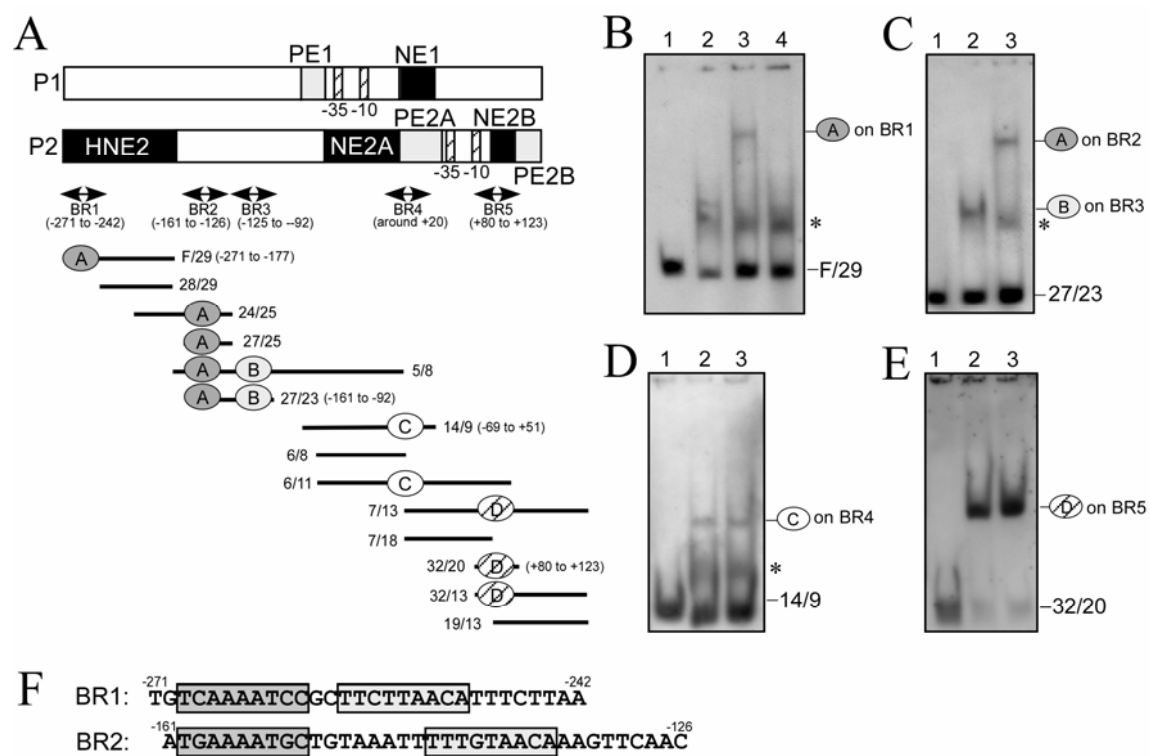 A
P1
PE1
NE1
-35 -10
P2
HNE2
NE2A
PE2A
NE2B
PE2B
-35 -10
BR1
(-271 to -242)
BR2
(-161 to -126)
BR3
(-125 to --92)
BR4
(around +20)
BR5
(+80 to +123)
A F/29 (-271 to -177)
28/29
A 24/25
A 27/25
A B 5/8
A B 27/23 (-161 to -92)
C 14/9 (-69 to +51)
6/8
6/11 C
7/13 D
7/18
32/20 D (+80 to +123)
32/13 D
19/13
B
1 2 3 4
A on BR1
*
F/29
C
1 2 3
A on BR2
B on BR3
*
27/23
D
1 2 3
C on BR4
*
14/9
E
1 2 3
D on BR5
32/20
F
-271 -242
BR1: TGTCAAAATCCGCTTCTTAACATTTCTTAA
-161 -126
BR2: ATGAAAATGCTGTAAATTTTTGTAACAAAGTTCAAC